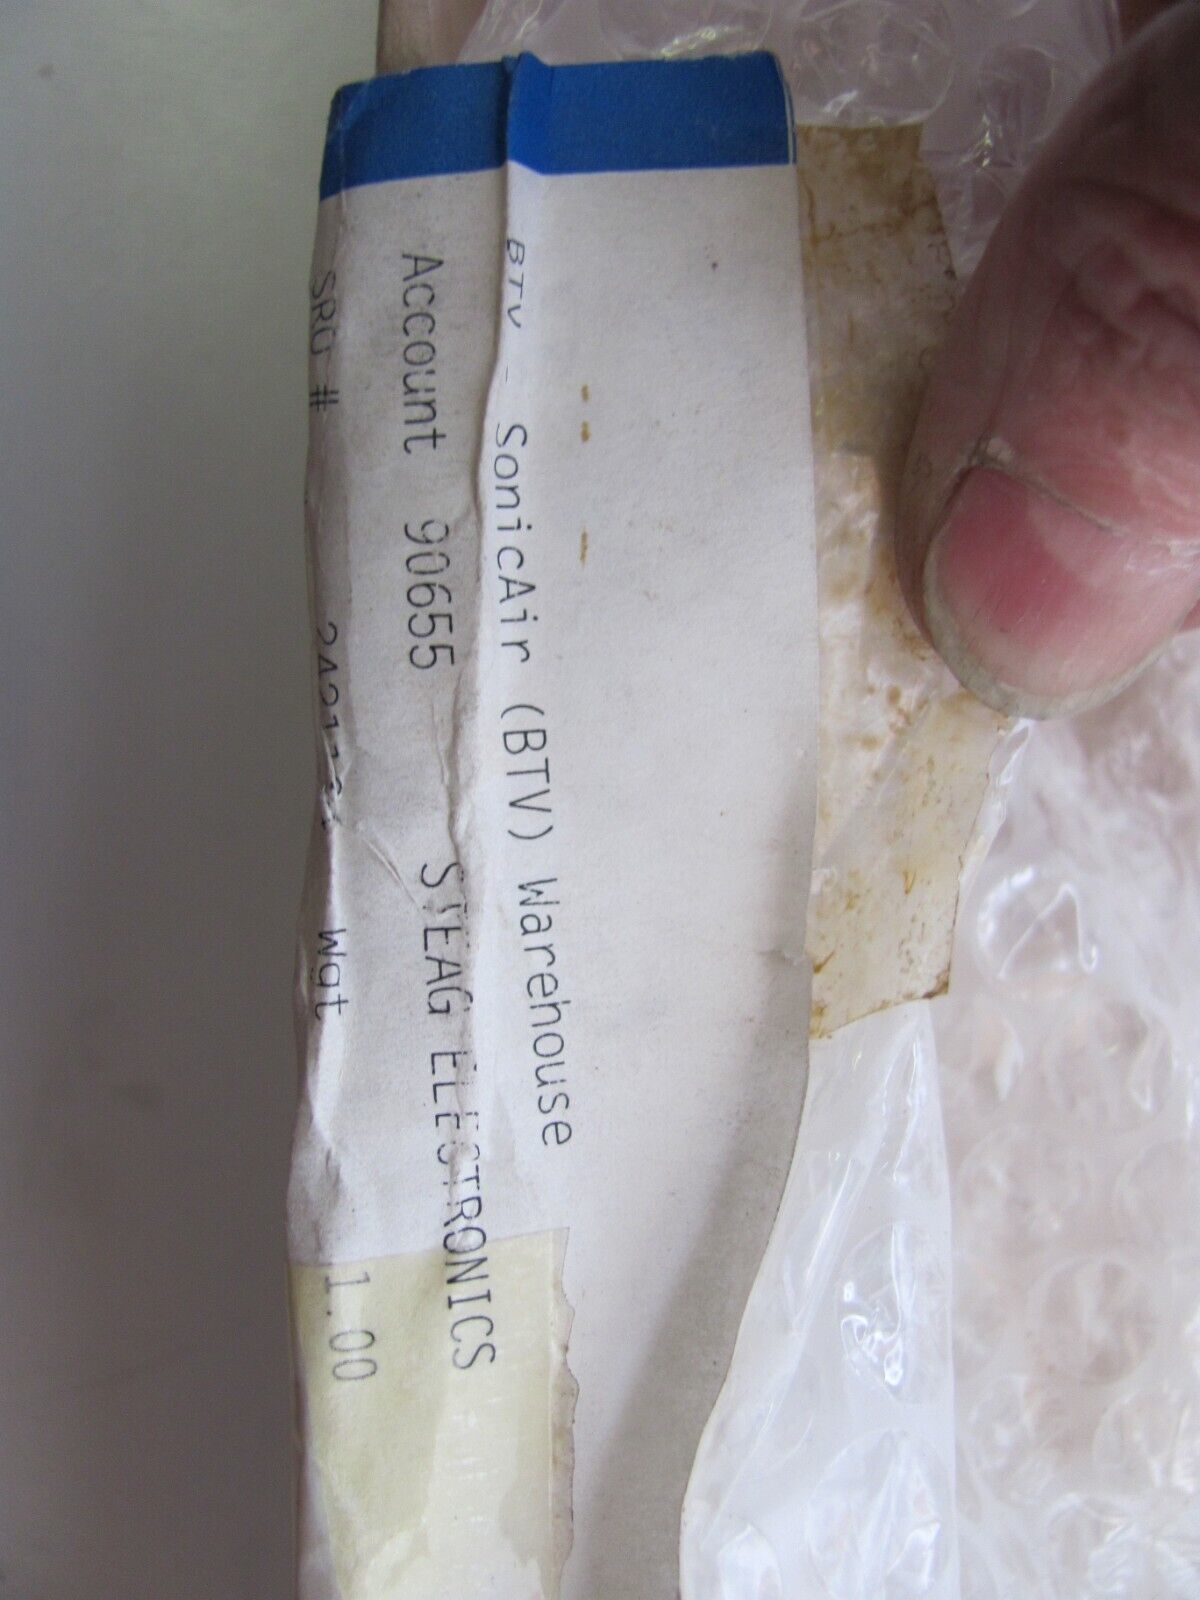 BTV - SonicAir (BTV) Warehouse
Account 90655 STEAG ELECTRONICS
SRO # Wgt 1.00